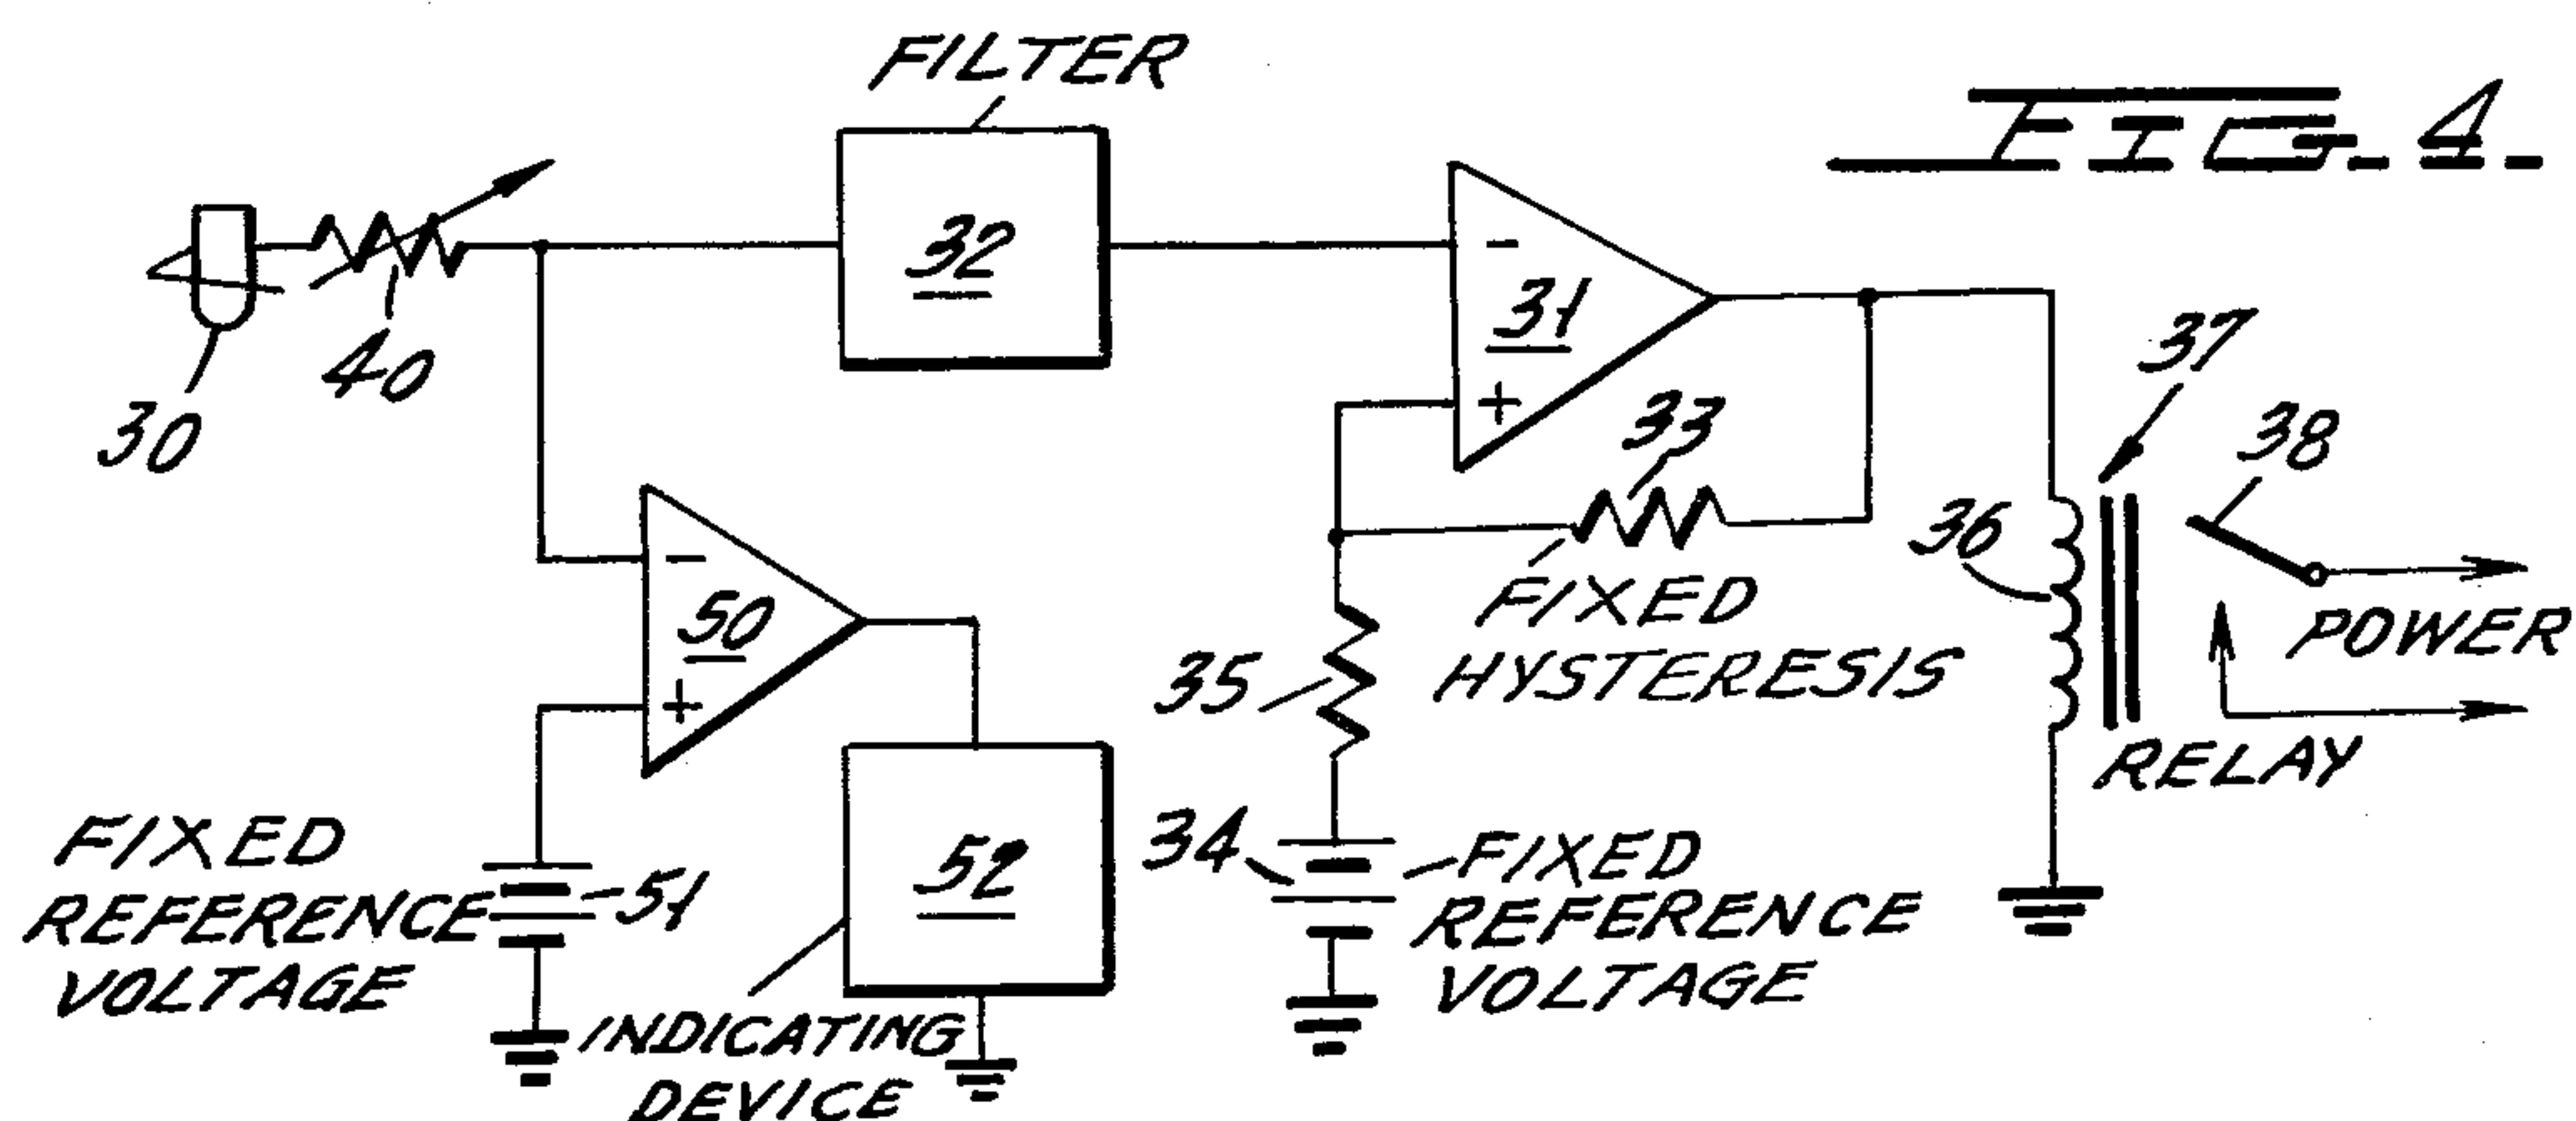 FILTER
FIG. 4.
32
31
30
40
37
38
33
36
50
FIXED
HYSTERESIS
POWER
35
RELAY
FIXED
REFERENCE
VOLTAGE
51
52
34
FIXED
REFERENCE
VOLTAGE
INDICATING
DEVICE